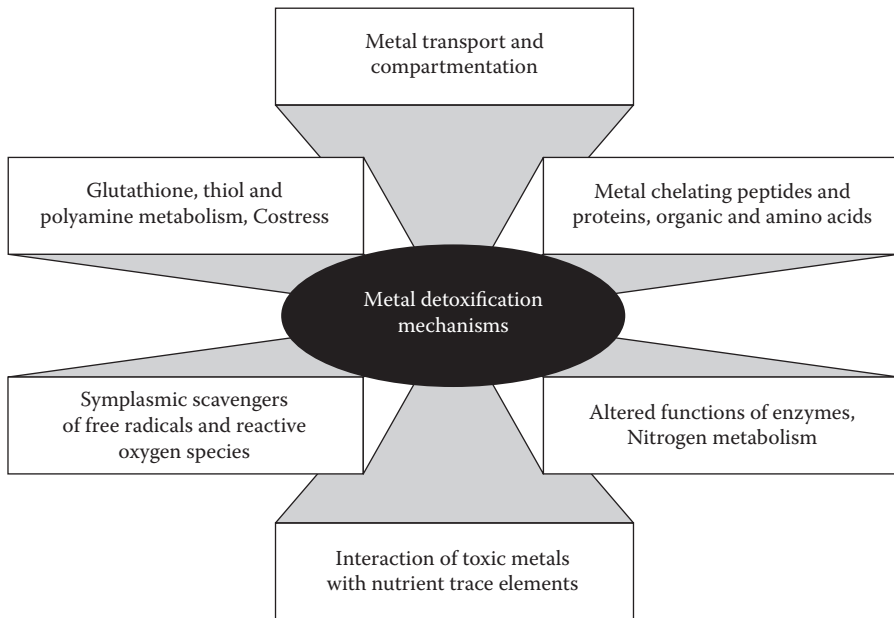 Metal transport and
compartmentation
Glutathione, thiol and
polyamine metabolism, Costress
Metal chelating peptides and
proteins, organic and amino acids
Metal detoxification
mechanisms
Symplasmic scavengers
of free radicals and reactive
oxygen species
Altered functions of enzymes,
Nitrogen metabolism
Interaction of toxic metals
with nutrient trace elements